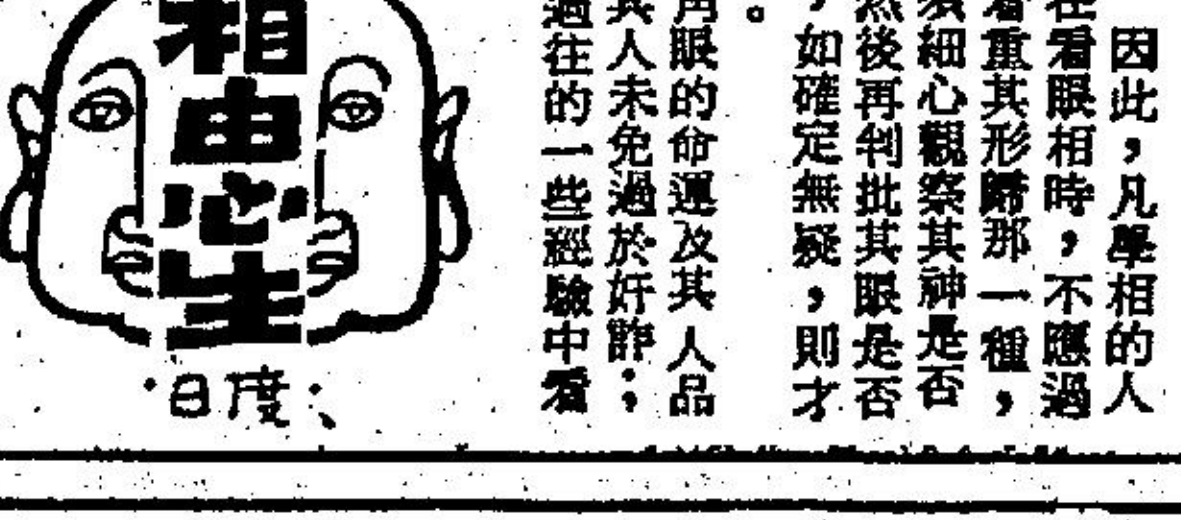 因此，凡學相的人
在看眼相時，不應過
看重其形歸那一種，
須細心觀察其神是否
然後再判批其眼是否
，如確定無疑，則才
。
角眼的命運及其人品
其人未免過於奸詐；
過往的一些經驗中看
相由心生
日度